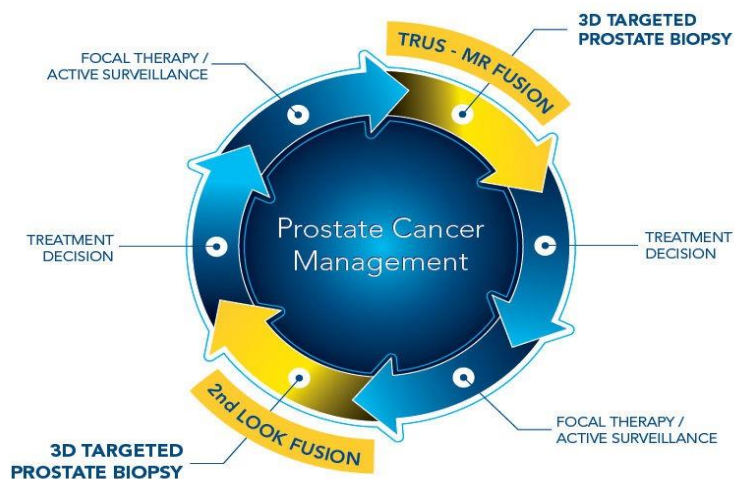 3D TARGETED
PROSTATE BIOPSY
TRUS - MR FUSION
FOCAL THERAPY /
ACTIVE SURVEILLANCE
Prostate Cancer
Management
TREATMENT
DECISION
TREATMENT
DECISION
FOCAL THERAPY /
ACTIVE SURVEILLANCE
2nd LOOK FUSION
3D TARGETED
PROSTATE BIOPSY